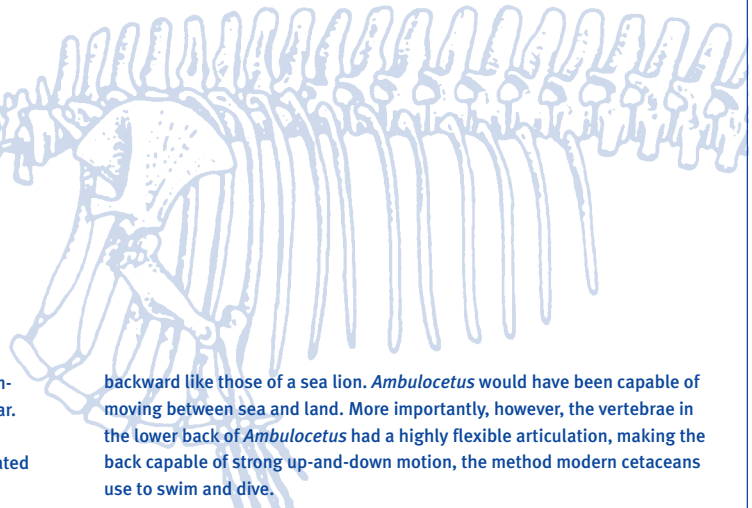 n-
ar.
ated
backward like those of a sea lion. Ambulocetus would have been capable of
moving between sea and land. More importantly, however, the vertebrae in
the lower back of Ambulocetus had a highly flexible articulation, making the
back capable of strong up-and-down motion, the method modern cetaceans
use to swim and dive.